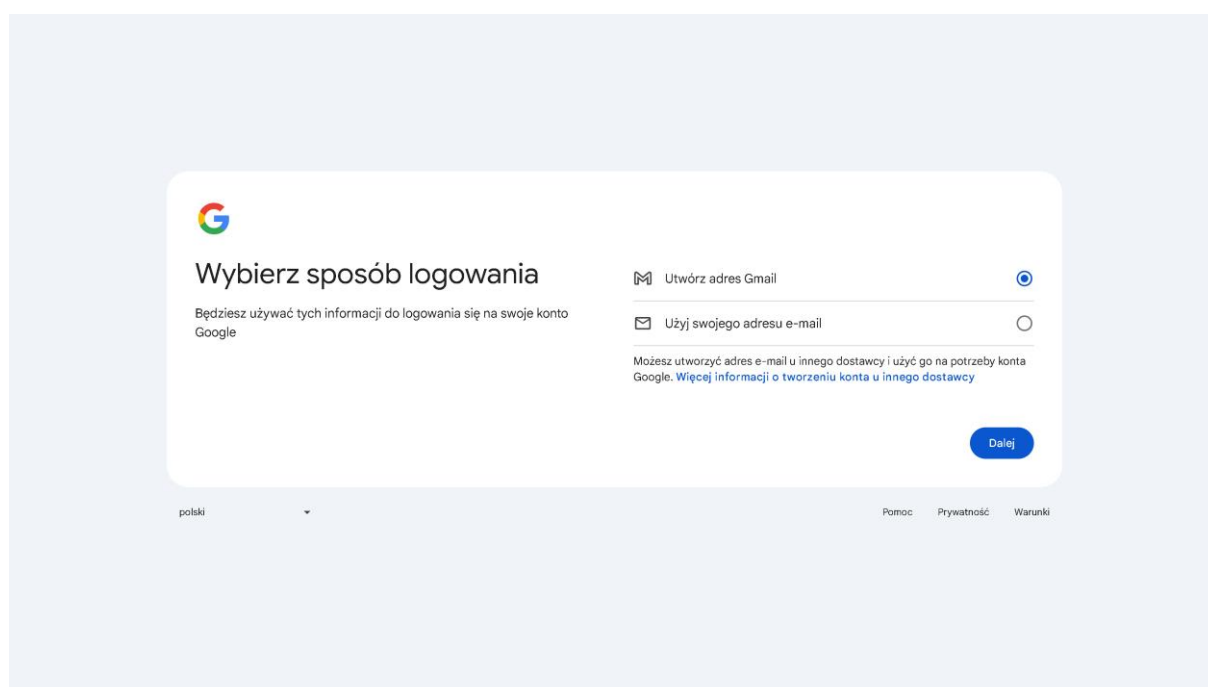 Wybierz sposób logowania
Będziesz używać tych informacji do logowania się na swoje konto
Google
Utwórz adres Gmail
Użyj swojego adresu e-mail
Możesz utworzyć adres e-mail u innego dostawcy i użyć go na potrzeby konta
Google. Więcej informacji o tworzeniu konta u innego dostawcy
Dalej
polski
Pomoc Prywatność Warunki